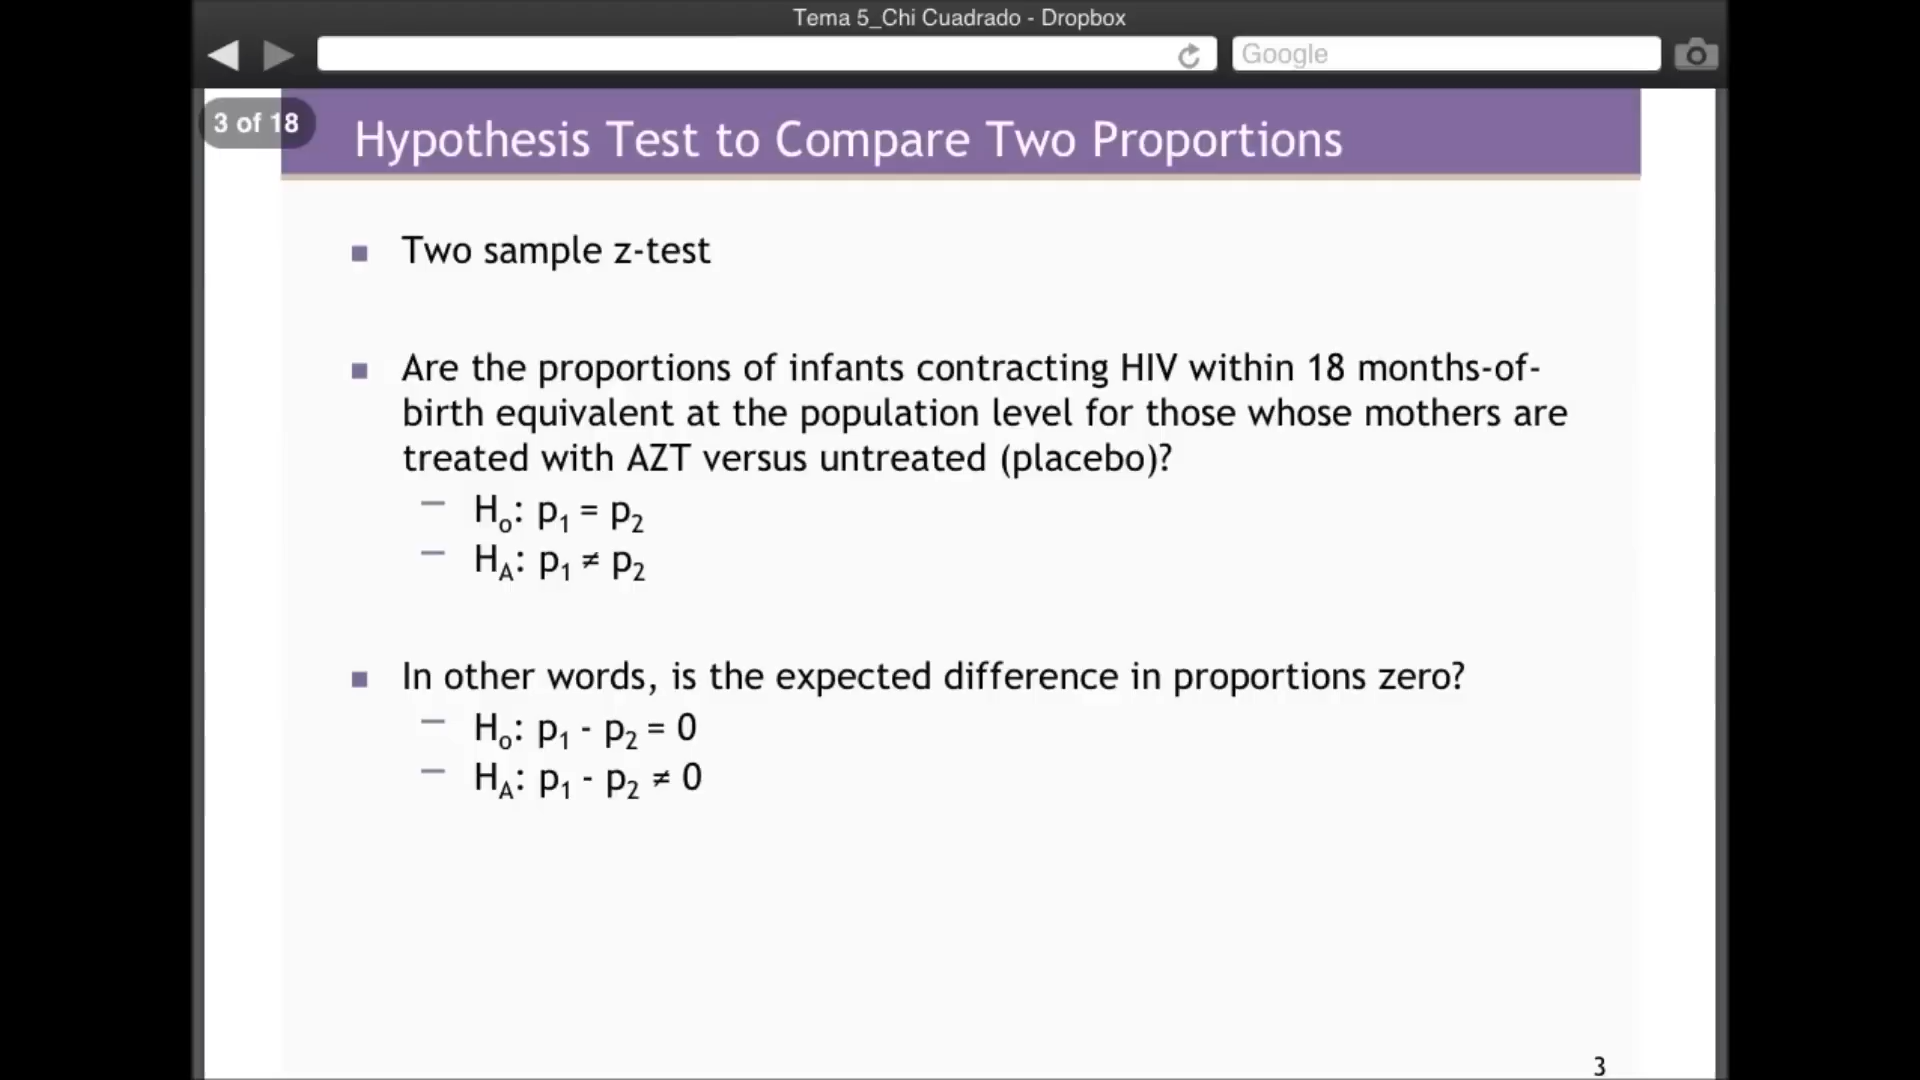 Tema 5_Chi Cuadrado - Dropbox
Google
3 of 18
Hypothesis Test to Compare Two Proportions
Two sample z-test
Are the proportions of infants contracting HIV within 18 months-of-
birth equivalent at the population level for those whose mothers are
treated with AZT versus untreated (placebo)?
Hₒ: p₁ = p₂
H_A: p₁ ≠ p₂
In other words, is the expected difference in proportions zero?
Hₒ: p₁ - p₂ = 0
H_A: p₁ - p₂ ≠ 0
3